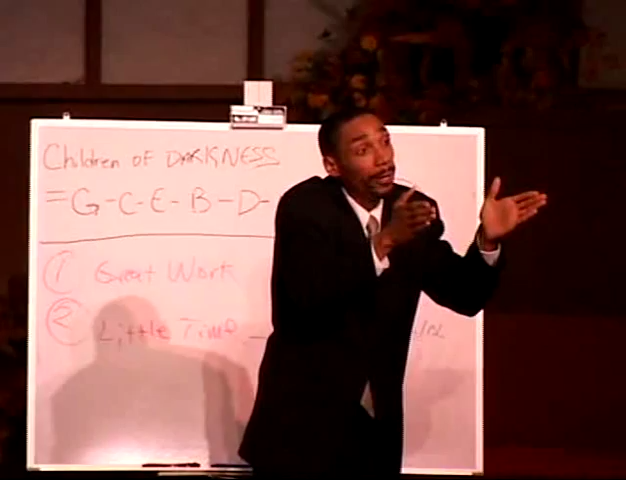 Children of DARKNESS
=G-C-E-B-D-
① Great Work
② Little Time _